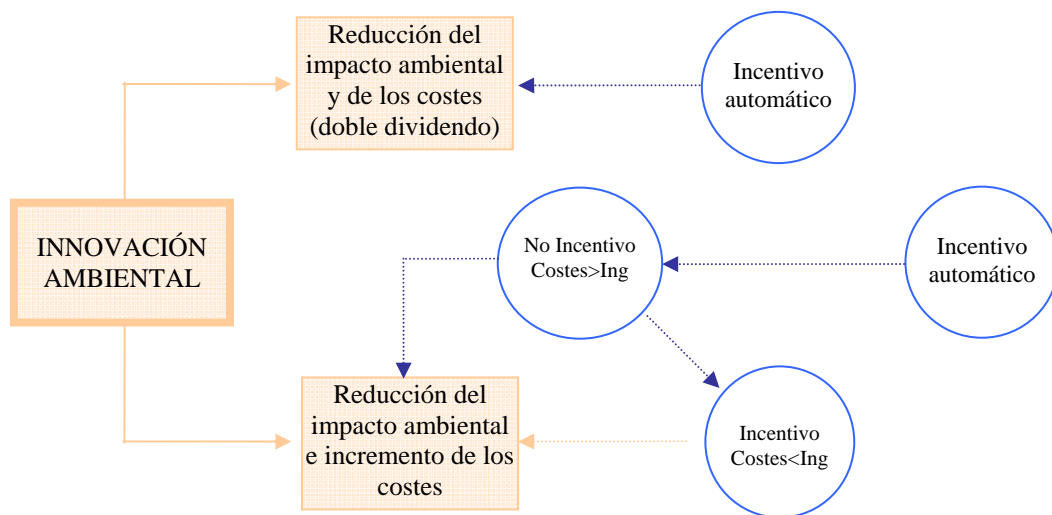 Reducción del
impacto ambiental
y de los costes
(doble dividendo)
Incentivo
automático
INNOVACIÓN
AMBIENTAL
No Incentivo
Costes>Ing
Incentivo
automático
Reducción del
impacto ambiental
e incremento de los
costes
Incentivo
Costes<Ing